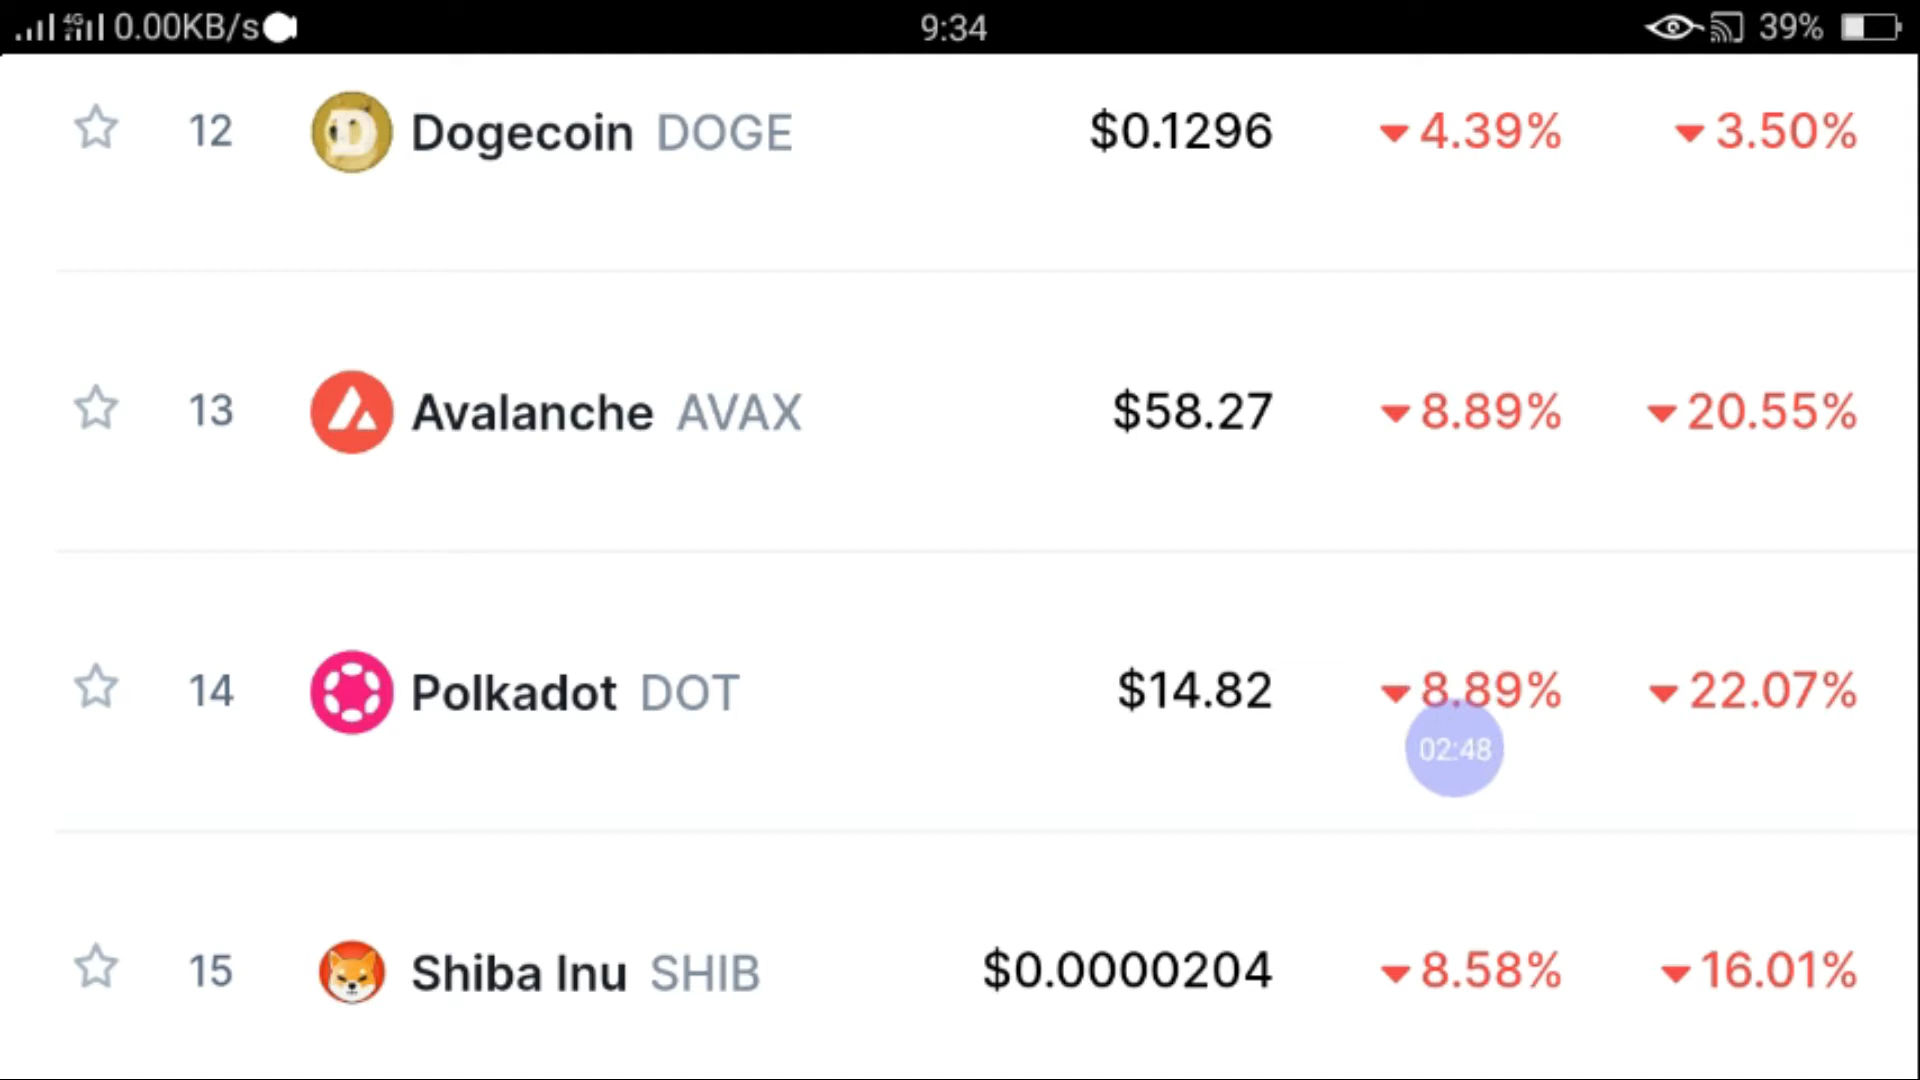 4G 0.00KB/s 9:34 39%
12 Dogecoin DOGE $0.1296 4.39% 3.50%
13 Avalanche AVAX $58.27 8.89% 20.55%
14 Polkadot DOT $14.82 8.89% 22.07%
02:48
15 Shiba Inu SHIB $0.0000204 8.58% 16.01%